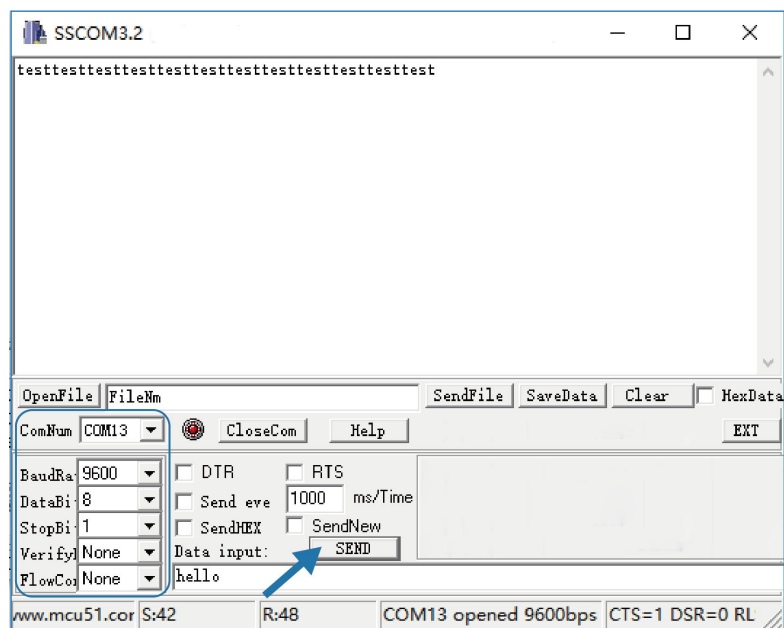 SSCOM3.2
testtesttesttesttesttesttesttesttesttesttesttest
OpenFile FileNm SendFile SaveData Clear HexData
ComNum COM13 CloseCom Help EXT
BaudRa 9600 DTR RTS
DataBi 8 Send eve 1000 ms/Time
StopBi 1 SendHEX SendNew
Verify None Data input: SEND
FlowCo None hello
www.mcu51.cor S:42 R:48 COM13 opened 9600bps CTS=1 DSR=0 RL